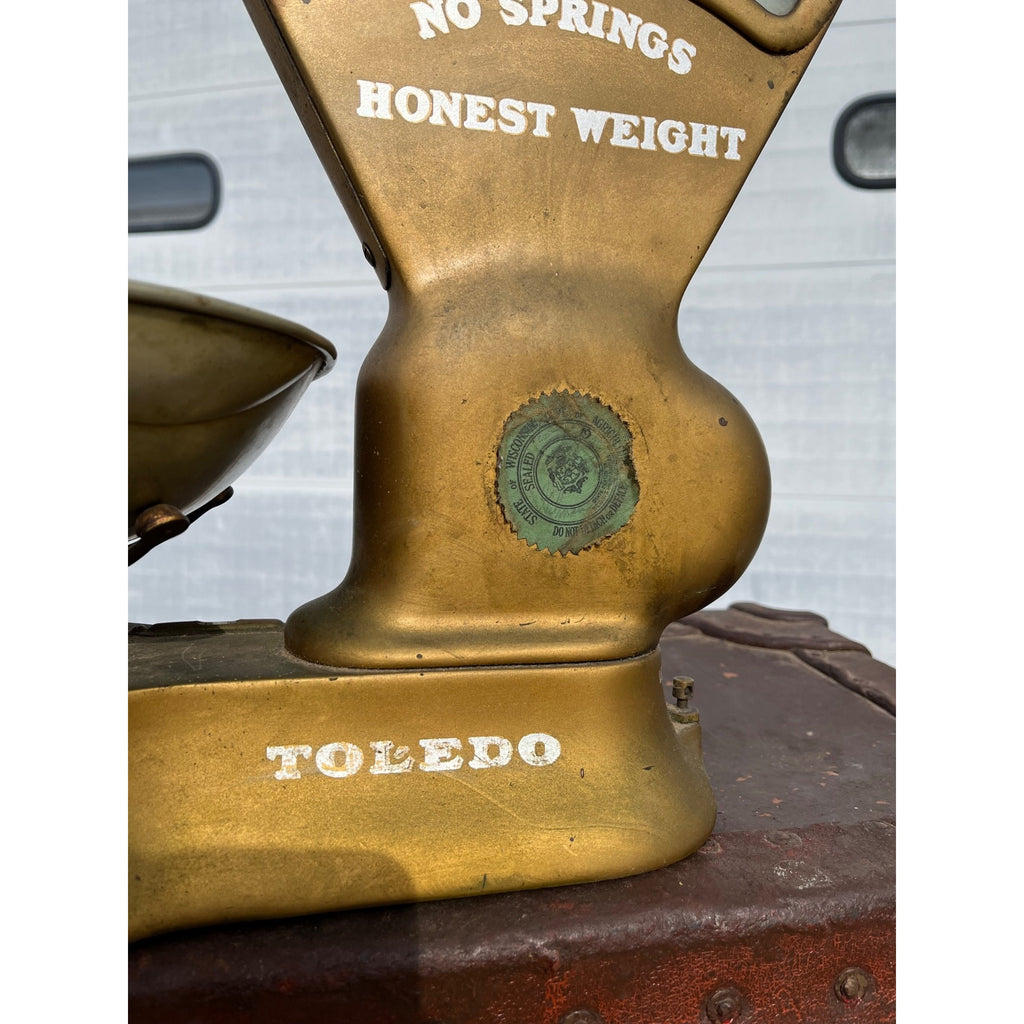 NO SPRINGS
HONEST WEIGHT
STATE OF WISCONSIN
SEALED
DO NOT
TOLEDO